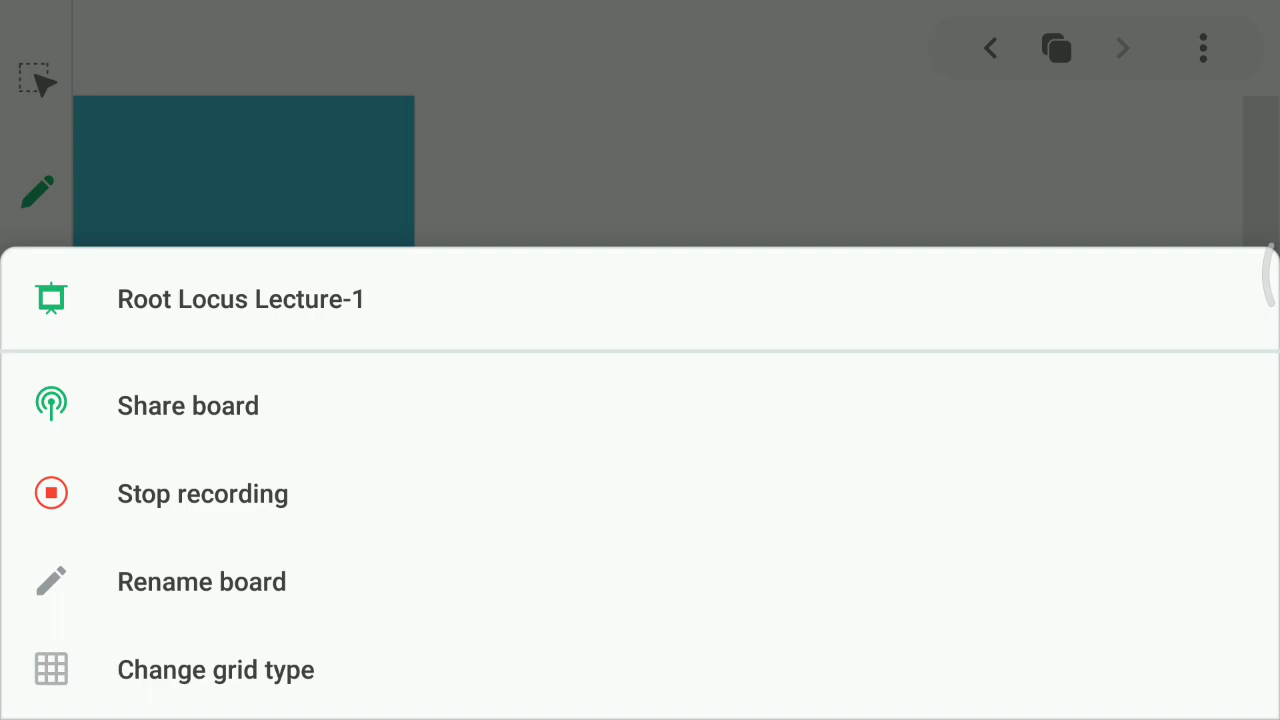 Root Locus Lecture-1
Share board
Stop recording
Rename board
Change grid type